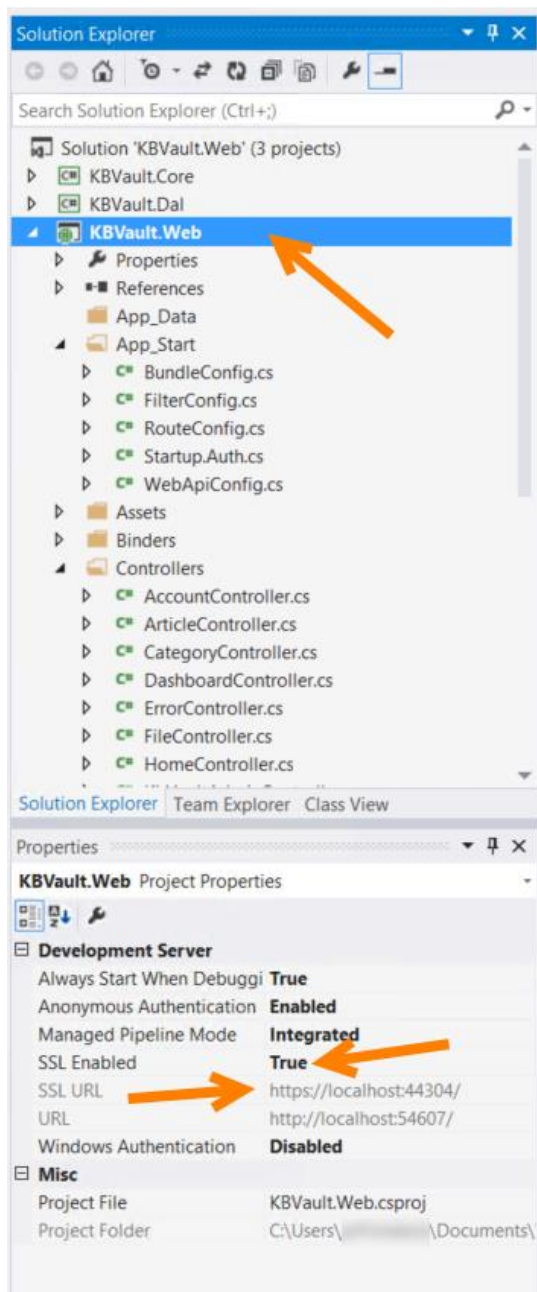 Solution Explorer
Search Solution Explorer (Ctrl+;)
Solution 'KBVault.Web' (3 projects)
C# KBVault.Core
C# KBVault.Dal
KBVault.Web
Properties
References
App_Data
App_Start
C# BundleConfig.cs
C# FilterConfig.cs
C# RouteConfig.cs
C# Startup.Auth.cs
C# WebApiConfig.cs
Assets
Binders
Controllers
C# AccountController.cs
C# ArticleController.cs
C# CategoryController.cs
C# DashboardController.cs
C# ErrorController.cs
C# FileController.cs
C# HomeController.cs
Solution Explorer Team Explorer Class View
Properties
KBVault.Web Project Properties
Development Server
Always Start When Debuggi True
Anonymous Authentication Enabled
Managed Pipeline Mode Integrated
SSL Enabled True
SSL URL https://localhost:44304/
URL http://localhost:54607/
Windows Authentication Disabled
Misc
Project File KBVault.Web.csproj
Project Folder C:\Users\ \Documents\